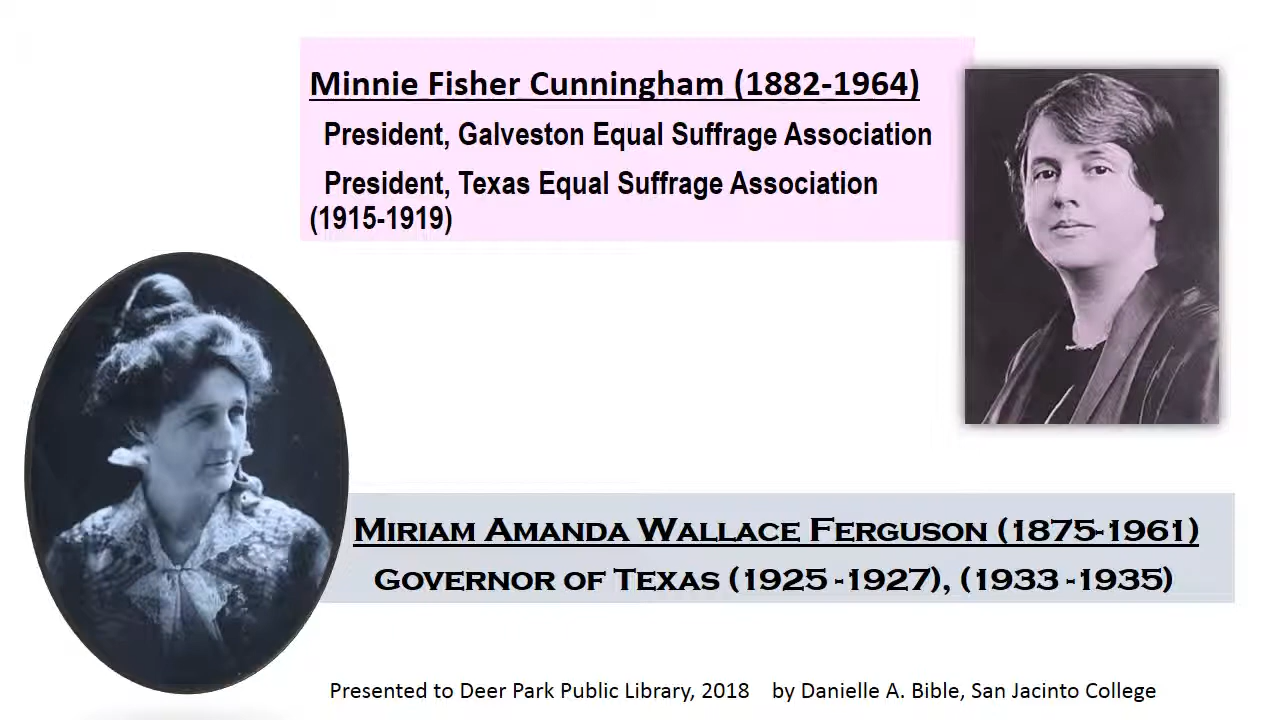 Minnie Fisher Cunningham (1882-1964)
President, Galveston Equal Suffrage Association
President, Texas Equal Suffrage Association
(1915-1919)
Miriam Amanda Wallace Ferguson (1875-1961)
Governor of Texas (1925 -1927), (1933 -1935)
Presented to Deer Park Public Library, 2018 by Danielle A. Bible, San Jacinto College